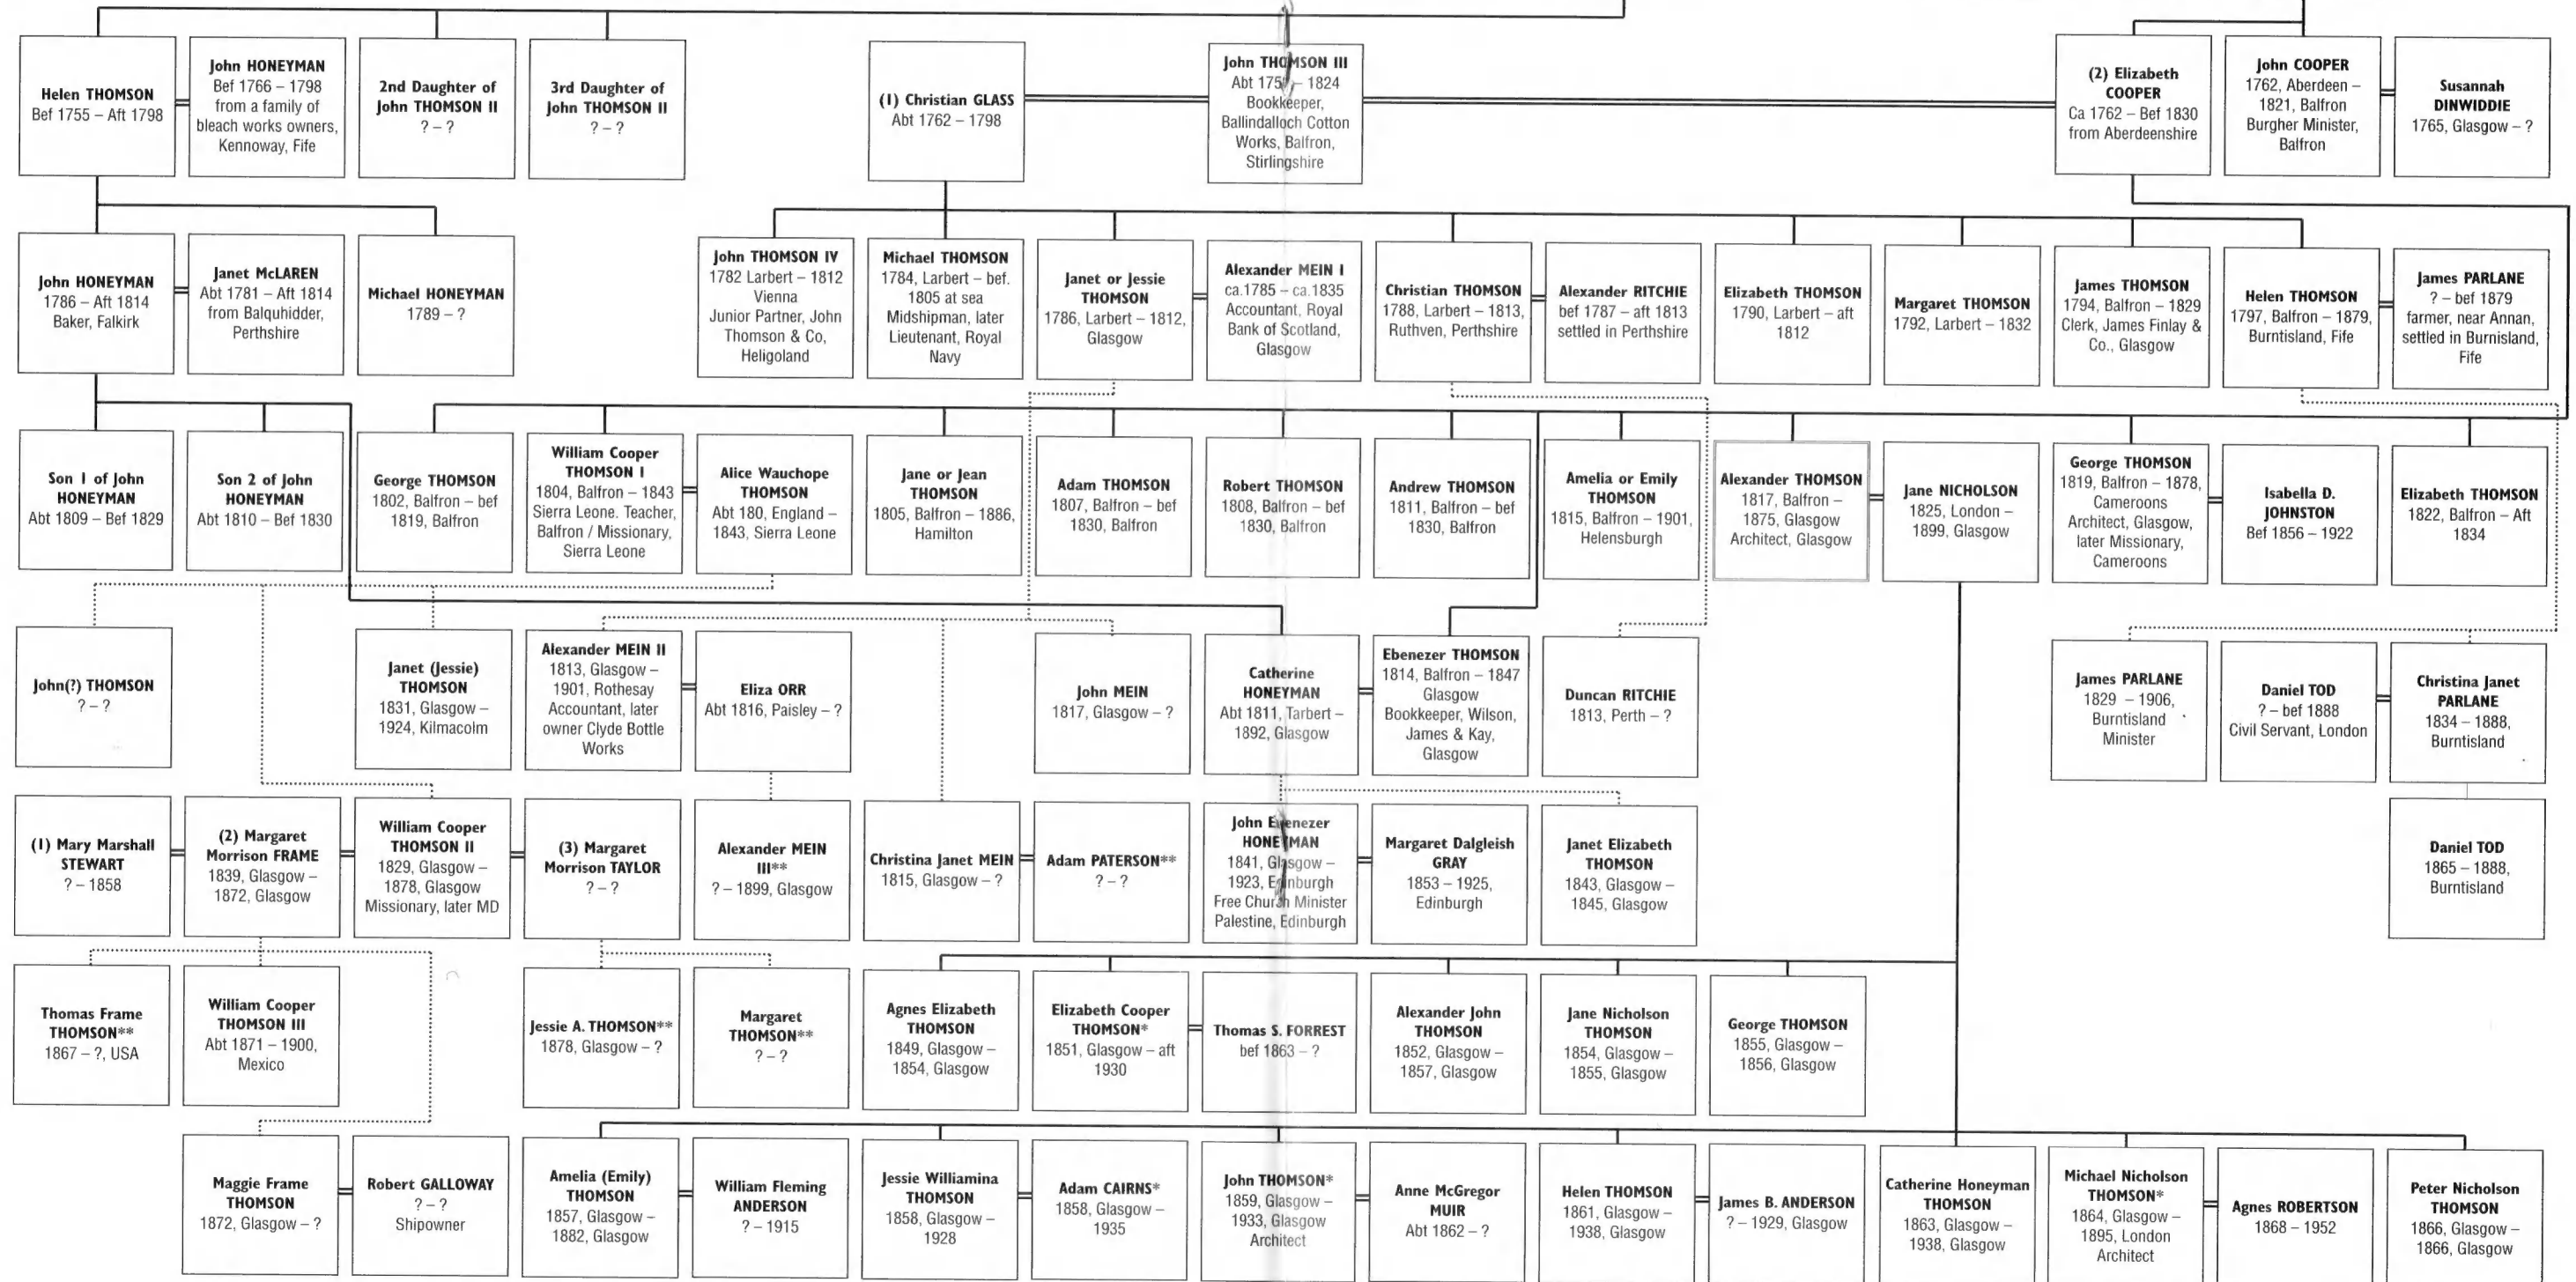 Helen THOMSON
Bef 1755 – Aft 1798
John HONEYMAN
Bef 1766 – 1798
from a family of
bleach works owners,
Kennoway, Fife
2nd Daughter of
John THOMSON II
? – ?
3rd Daughter of
John THOMSON II
? – ?
(1) Christian GLASS
Abt 1762 – 1798
John THOMSON III
Abt – 1824
Bookkeeper,
Ballindalloch Cotton
Works, Balfron,
Stirlingshire
(2) Elizabeth
COOPER
Ca 1762 – Bef 1830
from Aberdeenshire
John COOPER
1762, Aberdeen –
1821, Balfron
Burgher Minister,
Balfron
Susannah
DINWIDDIE
1765, Glasgow – ?
John HONEYMAN
1786 – Aft 1814
Baker, Falkirk
Janet McLAREN
Abt 1781 – Aft 1814
from Balquhidder,
Perthshire
Michael HONEYMAN
1789 – ?
John THOMSON IV
1782 Larbert – 1812
Vienna
Junior Partner, John
Thomson & Co,
Heligoland
Michael THOMSON
1784, Larbert – bef.
1805 at sea
Midshipman, later
Lieutenant, Royal
Navy
Janet or Jessie
THOMSON
1786, Larbert – 1812,
Glasgow
Alexander MEIN I
ca.1785 – ca.1835
Accountant, Royal
Bank of Scotland,
Glasgow
Christian THOMSON
1788, Larbert – 1813,
Ruthven, Perthshire
Alexander RITCHIE
bef 1787 – aft 1813
settled in Perthshire
Elizabeth THOMSON
1790, Larbert – aft
1812
Margaret THOMSON
1792, Larbert – 1832
James THOMSON
1794, Balfron – 1829
Clerk, James Finlay &
Co., Glasgow
Helen THOMSON
1797, Balfron – 1879,
Burntisland, Fife
James PARLANE
? – bef 1879
farmer, near Annan,
settled in Burnisland,
Fife
Son 1 of John
HONEYMAN
Abt 1809 – Bef 1829
Son 2 of John
HONEYMAN
Abt 1810 – Bef 1830
George THOMSON
1802, Balfron – bef
1819, Balfron
William Cooper
THOMSON I
1804, Balfron – 1843
Sierra Leone. Teacher,
Balfron / Missionary,
Sierra Leone
Alice Wauchope
THOMSON
Abt 180, England –
1843, Sierra Leone
Jane or Jean
THOMSON
1805, Balfron – 1886,
Hamilton
Adam THOMSON
1807, Balfron – bef
1830, Balfron
Robert THOMSON
1808, Balfron – bef
1830, Balfron
Andrew THOMSON
1811, Balfron – bef
1830, Balfron
Amelia or Emily
THOMSON
1815, Balfron – 1901,
Helensburgh
Alexander THOMSON
1817, Balfron –
1875, Glasgow
Architect, Glasgow
Jane NICHOLSON
1825, London –
1899, Glasgow
George THOMSON
1819, Balfron – 1878,
Cameroons
Architect, Glasgow,
later Missionary,
Cameroons
Isabella D.
JOHNSTON
Bef 1856 – 1922
Elizabeth THOMSON
1822, Balfron – Aft
1834
John(?) THOMSON
? – ?
Janet (Jessie)
THOMSON
1831, Glasgow –
1924, Kilmacolm
Alexander MEIN II
1813, Glasgow –
1901, Rothesay
Accountant, later
owner Clyde Bottle
Works
Eliza ORR
Abt 1816, Paisley – ?
John MEIN
1817, Glasgow – ?
Catherine
HONEYMAN
Abt 1811, Tarbert –
1892, Glasgow
Ebenezer THOMSON
1814, Balfron – 1847
Glasgow
Bookkeeper, Wilson,
James & Kay,
Glasgow
Duncan RITCHIE
1813, Perth – ?
James PARLANE
1829 – 1906,
Burntisland
Minister
Daniel TOD
? – bef 1888
Civil Servant, London
Christina Janet
PARLANE
1834 – 1888,
Burntisland
(1) Mary Marshall
STEWART
? – 1858
(2) Margaret
Morrison FRAME
1839, Glasgow –
1872, Glasgow
William Cooper
THOMSON II
1829, Glasgow –
1878, Glasgow
Missionary, later MD
(3) Margaret
Morrison TAYLOR
? – ?
Alexander MEIN
III**
? – 1899, Glasgow
Christina Janet MEIN
1815, Glasgow – ?
Adam PATERSON**
? – ?
John Ebenezer
HONEYMAN
1841, Glasgow –
1923, Edinburgh
Free Church Minister
Palestine, Edinburgh
Margaret Dalgleish
GRAY
1853 – 1925,
Edinburgh
Janet Elizabeth
THOMSON
1843, Glasgow –
1845, Glasgow
Daniel TOD
1865 – 1888,
Burntisland
Thomas Frame
THOMSON**
1867 – ?, USA
William Cooper
THOMSON III
Abt 1871 – 1900,
Mexico
Jessie A. THOMSON**
1878, Glasgow – ?
Margaret
THOMSON**
? – ?
Agnes Elizabeth
THOMSON
1849, Glasgow –
1854, Glasgow
Elizabeth Cooper
THOMSON*
1851, Glasgow – aft
1930
Thomas S. FORREST
bef 1863 – ?
Alexander John
THOMSON
1852, Glasgow –
1857, Glasgow
Jane Nicholson
THOMSON
1854, Glasgow –
1855, Glasgow
George THOMSON
1855, Glasgow –
1856, Glasgow
Maggie Frame
THOMSON
1872, Glasgow – ?
Robert GALLOWAY
? – ?
Shipowner
Amelia (Emily)
THOMSON
1857, Glasgow –
1882, Glasgow
William Fleming
ANDERSON
? – 1915
Jessie Williamina
THOMSON
1858, Glasgow –
1928
Adam CAIRNS*
1858, Glasgow –
1935
John THOMSON*
1859, Glasgow –
1933, Glasgow
Architect
Anne McGregor
MUIR
Abt 1862 – ?
Helen THOMSON
1861, Glasgow –
1938, Glasgow
James B. ANDERSON
? – 1929, Glasgow
Catherine Honeyman
THOMSON
1863, Glasgow –
1938, Glasgow
Michael Nicholson
THOMSON*
1864, Glasgow –
1895, London
Architect
Agnes ROBERTSON
1868 – 1952
Peter Nicholson
THOMSON
1866, Glasgow –
1866, Glasgow